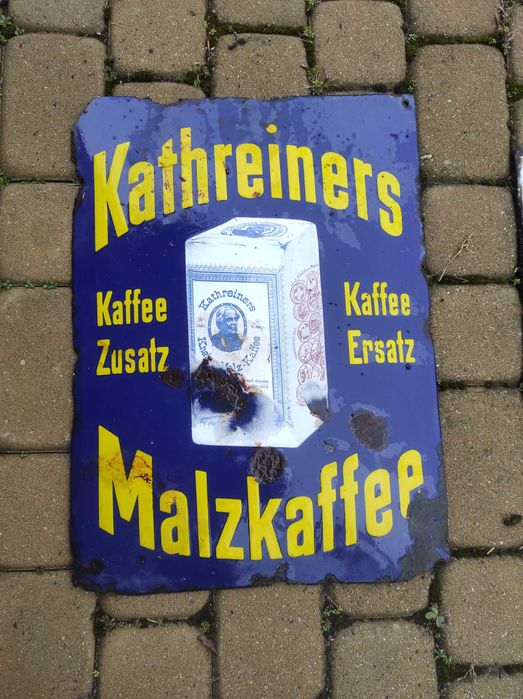 Kathreiners
Kaffee
Zusatz
Kaffee
Ersatz
Kathreiners
Malzkaffee